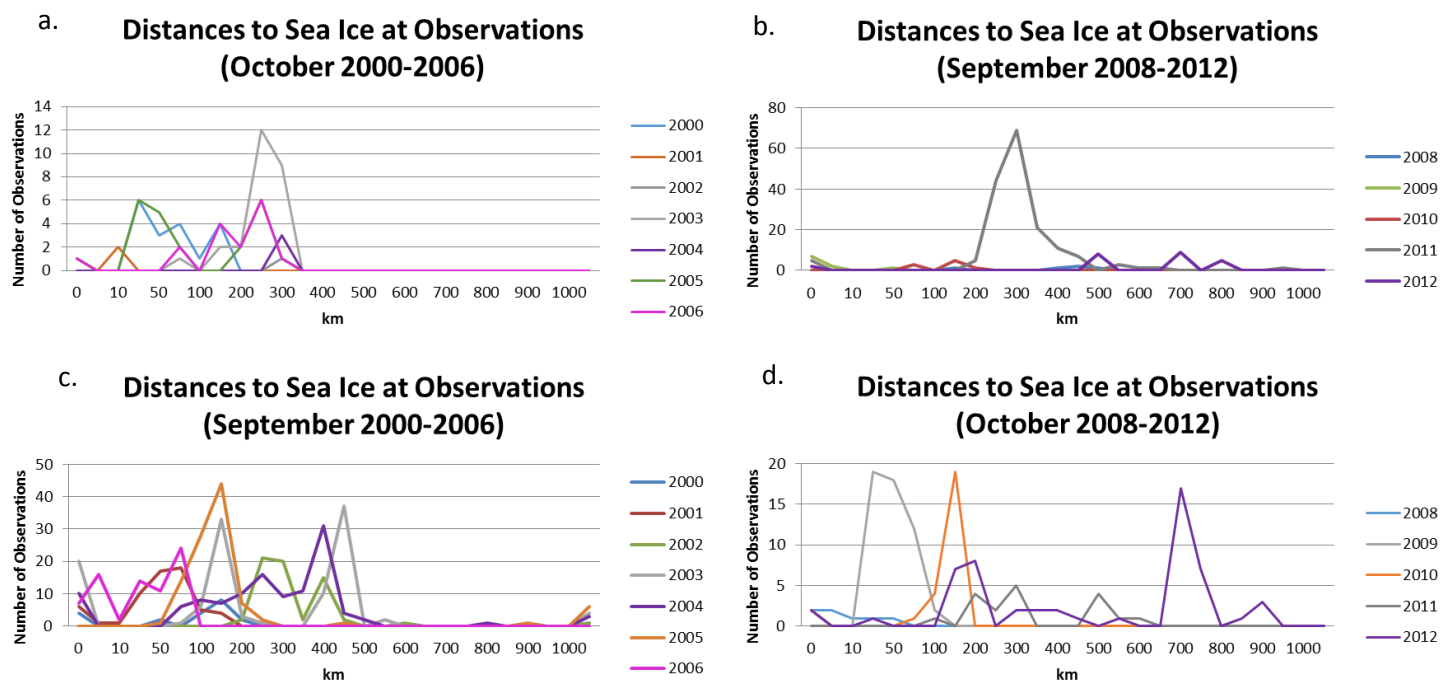 a.
Distances to Sea Ice at Observations
(October 2000-2006)
Number of Observations
14
12
10
8
6
4
2
0
0 10 50 100 200 300 400 500 600 700 800 900 1000
km
2000
2001
2002
2003
2004
2005
2006
b.
Distances to Sea Ice at Observations
(September 2008-2012)
Number of Observations
80
60
40
20
0
0 10 50 100 200 300 400 500 600 700 800 900 1000
km
2008
2009
2010
2011
2012
c.
Distances to Sea Ice at Observations
(September 2000-2006)
Number of Observations
50
40
30
20
10
0
0 10 50 100 200 300 400 500 600 700 800 900 1000
km
2000
2001
2002
2003
2004
2005
2006
d.
Distances to Sea Ice at Observations
(October 2008-2012)
Number of Observations
20
15
10
5
0
0 10 50 100 200 300 400 500 600 700 800 900 1000
km
2008
2009
2010
2011
2012